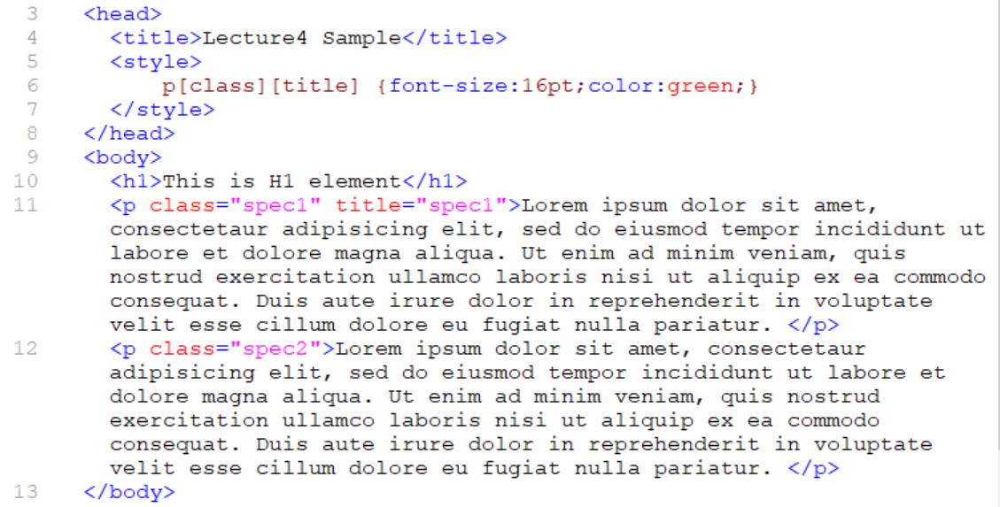 3 <head>
4 <title>Lecture4 Sample</title>
5 <style>
6 p[class][title] {font-size:16pt;color:green;}
7 </style>
8 </head>
9 <body>
10 <h1>This is H1 element</h1>
11 <p class="spec1" title="spec1">Lorem ipsum dolor sit amet,
consectetaur adipisicing elit, sed do eiusmod tempor incididunt ut
labore et dolore magna aliqua. Ut enim ad minim veniam, quis
nostrud exercitation ullamco laboris nisi ut aliquip ex ea commodo
consequat. Duis aute irure dolor in reprehenderit in voluptate
velit esse cillum dolore eu fugiat nulla pariatur. </p>
12 <p class="spec2">Lorem ipsum dolor sit amet, consectetaur
adipisicing elit, sed do eiusmod tempor incididunt ut labore et
dolore magna aliqua. Ut enim ad minim veniam, quis nostrud
exercitation ullamco laboris nisi ut aliquip ex ea commodo
consequat. Duis aute irure dolor in reprehenderit in voluptate
velit esse cillum dolore eu fugiat nulla pariatur. </p>
13 </body>